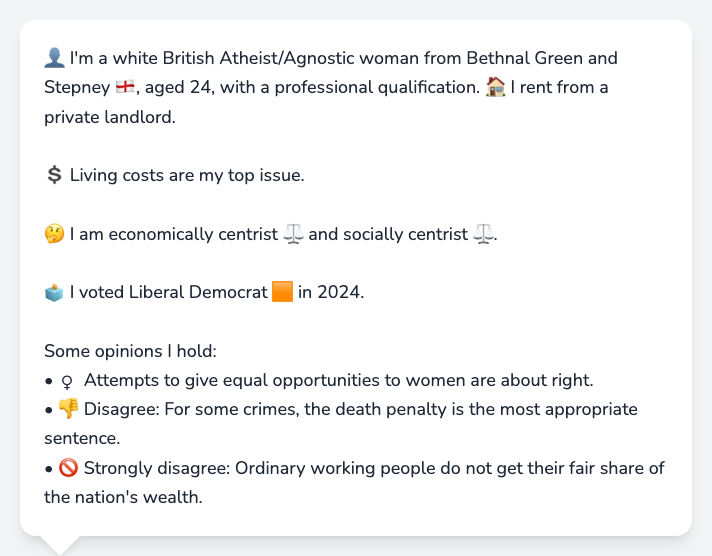 👤 I'm a white British Atheist/Agnostic woman from Bethnal Green and
Stepney 🏴󠁧󠁢󠁥󠁮󠁧󠁿, aged 24, with a professional qualification. 🏠 I rent from a
private landlord.
💲 Living costs are my top issue.
🤔 I am economically centrist ⚖️ and socially centrist ⚖️.
🗳️ I voted Liberal Democrat 🟧 in 2024.
Some opinions I hold:
• ♀ Attempts to give equal opportunities to women are about right.
• 👎 Disagree: For some crimes, the death penalty is the most appropriate
sentence.
• 🚫 Strongly disagree: Ordinary working people do not get their fair share of
the nation's wealth.